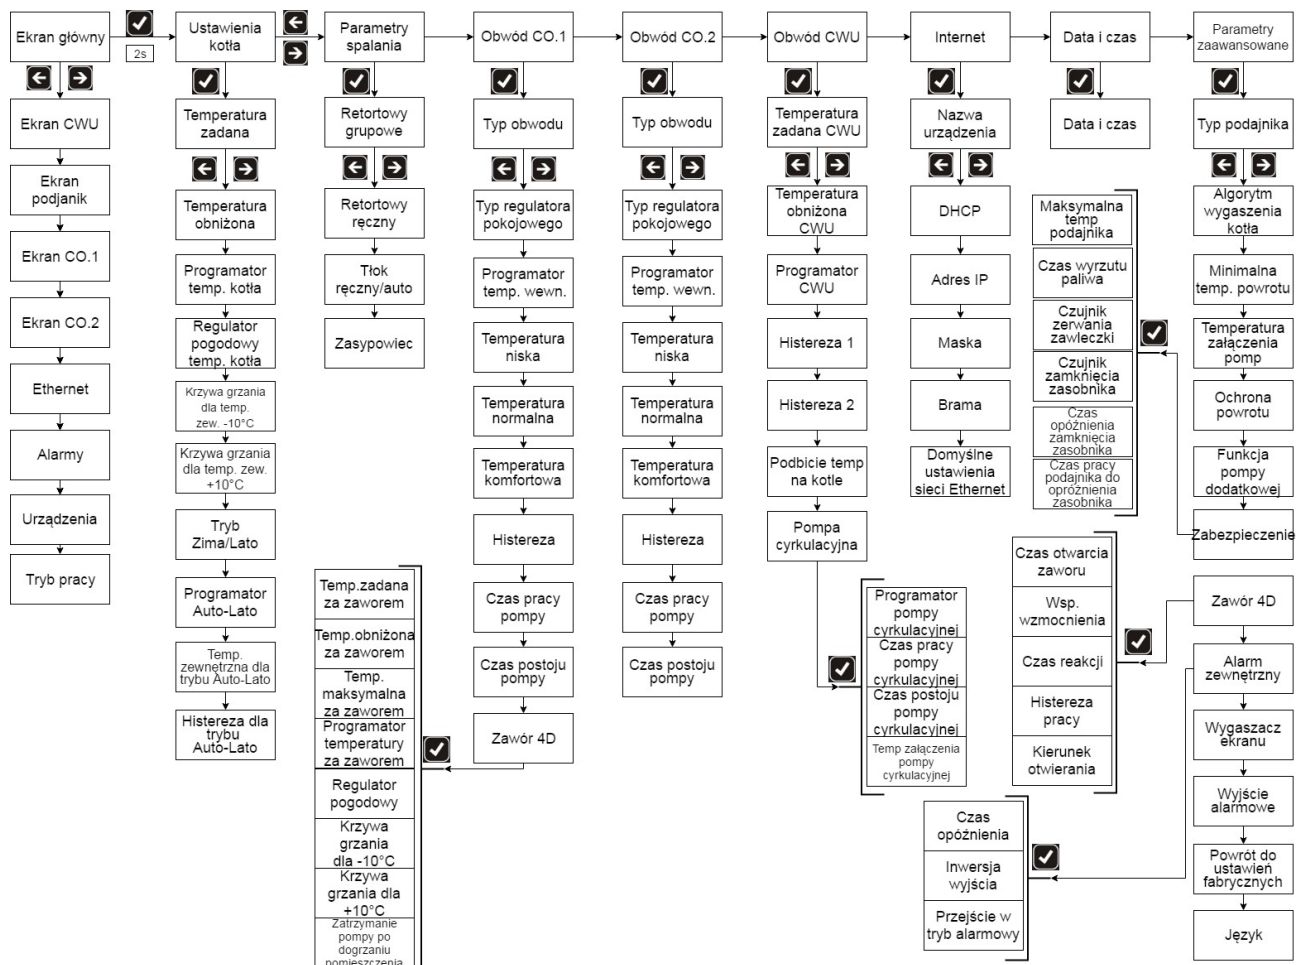 Ekran główny
2s
Ustawienia
kotła
Parametry
spalania
Obwód CO.1
Obwód CO.2
Obwód CWU
Internet
Data i czas
Parametry
zaawansowane
Ekran CWU
Ekran
podjanik
Ekran CO.1
Ekran CO.2
Ethernet
Alarmy
Urządzenia
Tryb pracy
Temperatura
zadana
Temperatura
obniżona
Programator
temp. kotła
Regulator
pogodowy
temp. kotła
Krzywa grzania
dla temp.
zew. -10°C
Krzywa grzania
dla temp. zew.
+10°C
Tryb
Zima/Lato
Programator
Auto-Lato
Temp.
zewnętrzna dla
trybu Auto-Lato
Histereza dla
trybu
Auto-Lato
Retortowy
grupowe
Retortowy
ręczny
Tłok
ręczny/auto
Zasypowiec
Temp.zadana
za zaworem
Temp.obniżona
za zaworem
Temp.
maksymalna
za zaworem
Programator
temperatury
za zaworem
Regulator
pogodowy
Krzywa
grzania
dla -10°C
Krzywa
grzania dla
+10°C
Zatrzymanie
pompy po
dogrzaniu
pomieszczenia
Typ obwodu
Typ regulatora
pokojowego
Programator
temp. wewn.
Temperatura
niska
Temperatura
normalna
Temperatura
komfortowa
Histereza
Czas pracy
pompy
Czas postoju
pompy
Zawór 4D
Typ obwodu
Typ regulatora
pokojowego
Programator
temp. wewn.
Temperatura
niska
Temperatura
normalna
Temperatura
komfortowa
Histereza
Czas pracy
pompy
Czas postoju
pompy
Temperatura
zadana CWU
Temperatura
obniżona
CWU
Programator
CWU
Histereza 1
Histereza 2
Podbicie temp
na kotle
Pompa
cyrkulacyjna
Programator
pompy
cyrkulacyjnej
Czas pracy
pompy
cyrkulacyjnej
Czas postoju
pompy
cyrkulacyjnej
Temp załączenia
pompy
cyrkulacyjnej
Nazwa
urządzenia
DHCP
Adres IP
Maska
Brama
Domyślne
ustawienia
sieci Ethernet
Data i czas
Maksymalna
temp
podajnika
Czas wyrzutu
paliwa
Czujnik
zerwania
zawleczki
Czujnik
zamknięcia
zasobnika
Czas
opóźnienia
zamknięcia
zasobnika
Czas pracy
podajnika do
opróżnienia
zasobnika
Czas otwarcia
zaworu
Wsp.
wzmocnienia
Czas reakcji
Histereza
pracy
Kierunek
otwierania
Czas
opóźnienia
Inwersja
wyjścia
Przejście w
tryb alarmowy
Typ podajnika
Algorytm
wygaszenia
kotła
Minimalna
temp. powrotu
Temperatura
załączenia
pomp
Ochrona
powrotu
Funkcja
pompy
dodatkowej
Zabezpieczenie
Zawór 4D
Alarm
zewnętrzny
Wygaszacz
ekranu
Wyjście
alarmowe
Powrót do
ustawień
fabrycznych
Język